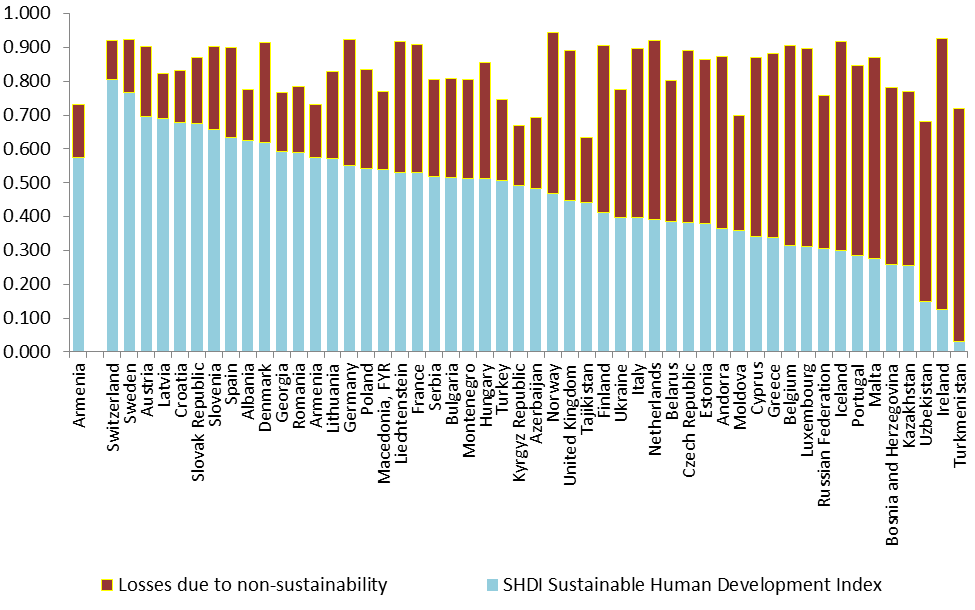 1.000
0.900
0.800
0.700
0.600
0.500
0.400
0.300
0.200
0.100
0.000
Armenia
Switzerland
Sweden
Austria
Latvia
Croatia
Slovak Republic
Slovenia
Spain
Albania
Denmark
Georgia
Romania
Armenia
Lithuania
Germany
Poland
Macedonia, FYR
Liechtenstein
France
Serbia
Bulgaria
Montenegro
Hungary
Turkey
Kyrgyz Republic
Azerbaijan
Norway
United Kingdom
Tajikistan
Finland
Ukraine
Italy
Netherlands
Belarus
Czech Republic
Estonia
Andorra
Moldova
Cyprus
Greece
Belgium
Luxembourg
Russian Federation
Iceland
Portugal
Malta
Bosnia and Herzegovina
Kazakhstan
Uzbekistan
Ireland
Turkmenistan
Losses due to non-sustainability
SHDI Sustainable Human Development Index